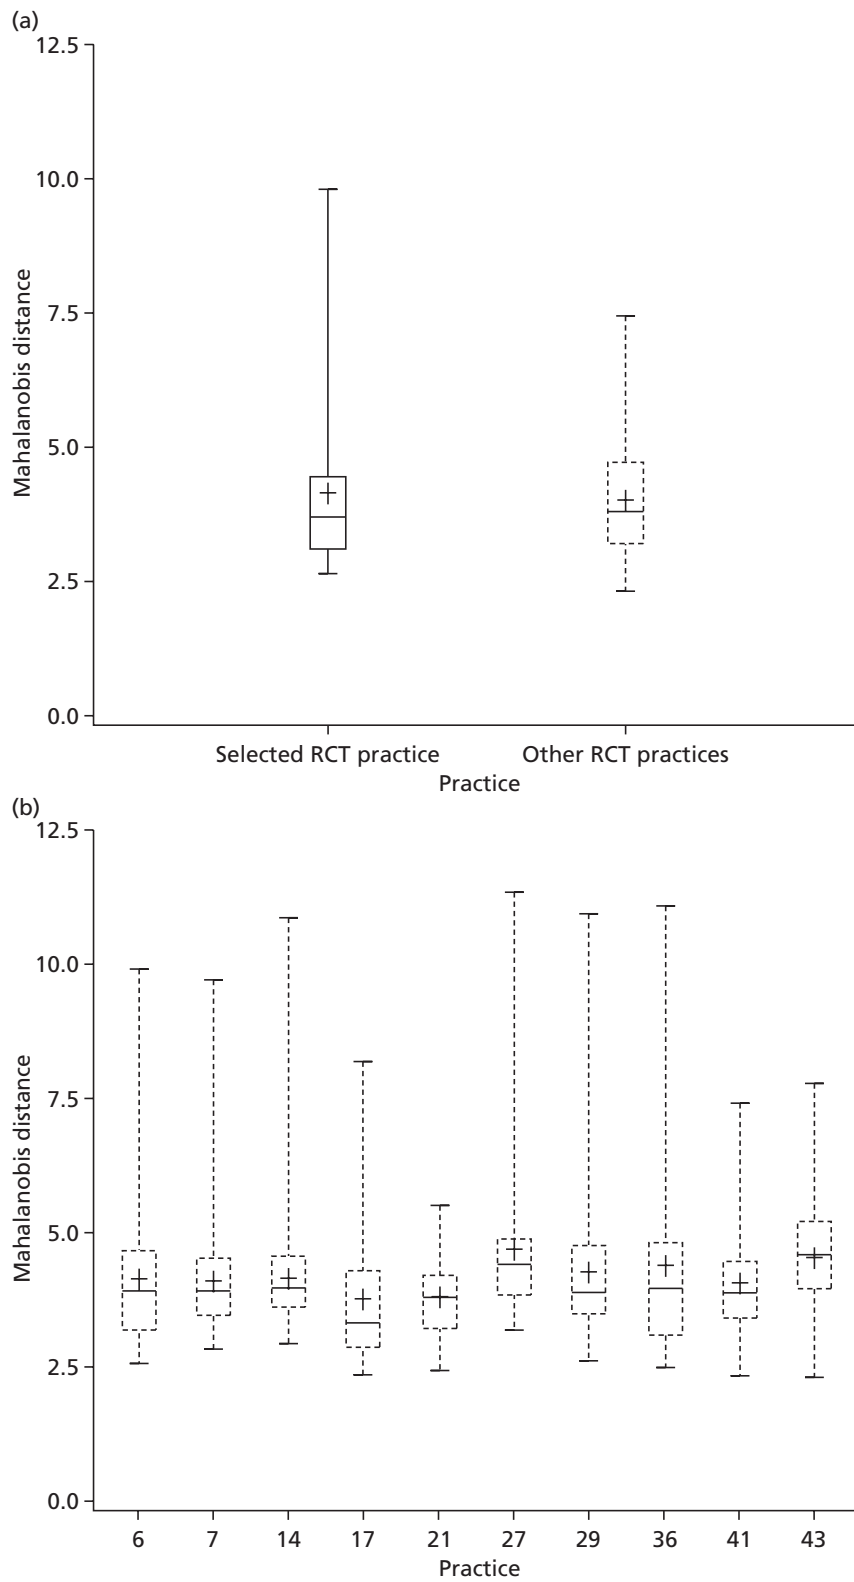 (a)
12.5
10.0
7.5
5.0
2.5
0.0
Mahalanobis distance
Selected RCT practice Other RCT practices
Practice
(b)
12.5
10.0
7.5
5.0
2.5
0.0
Mahalanobis distance
6 7 14 17 21 27 29 36 41 43
Practice